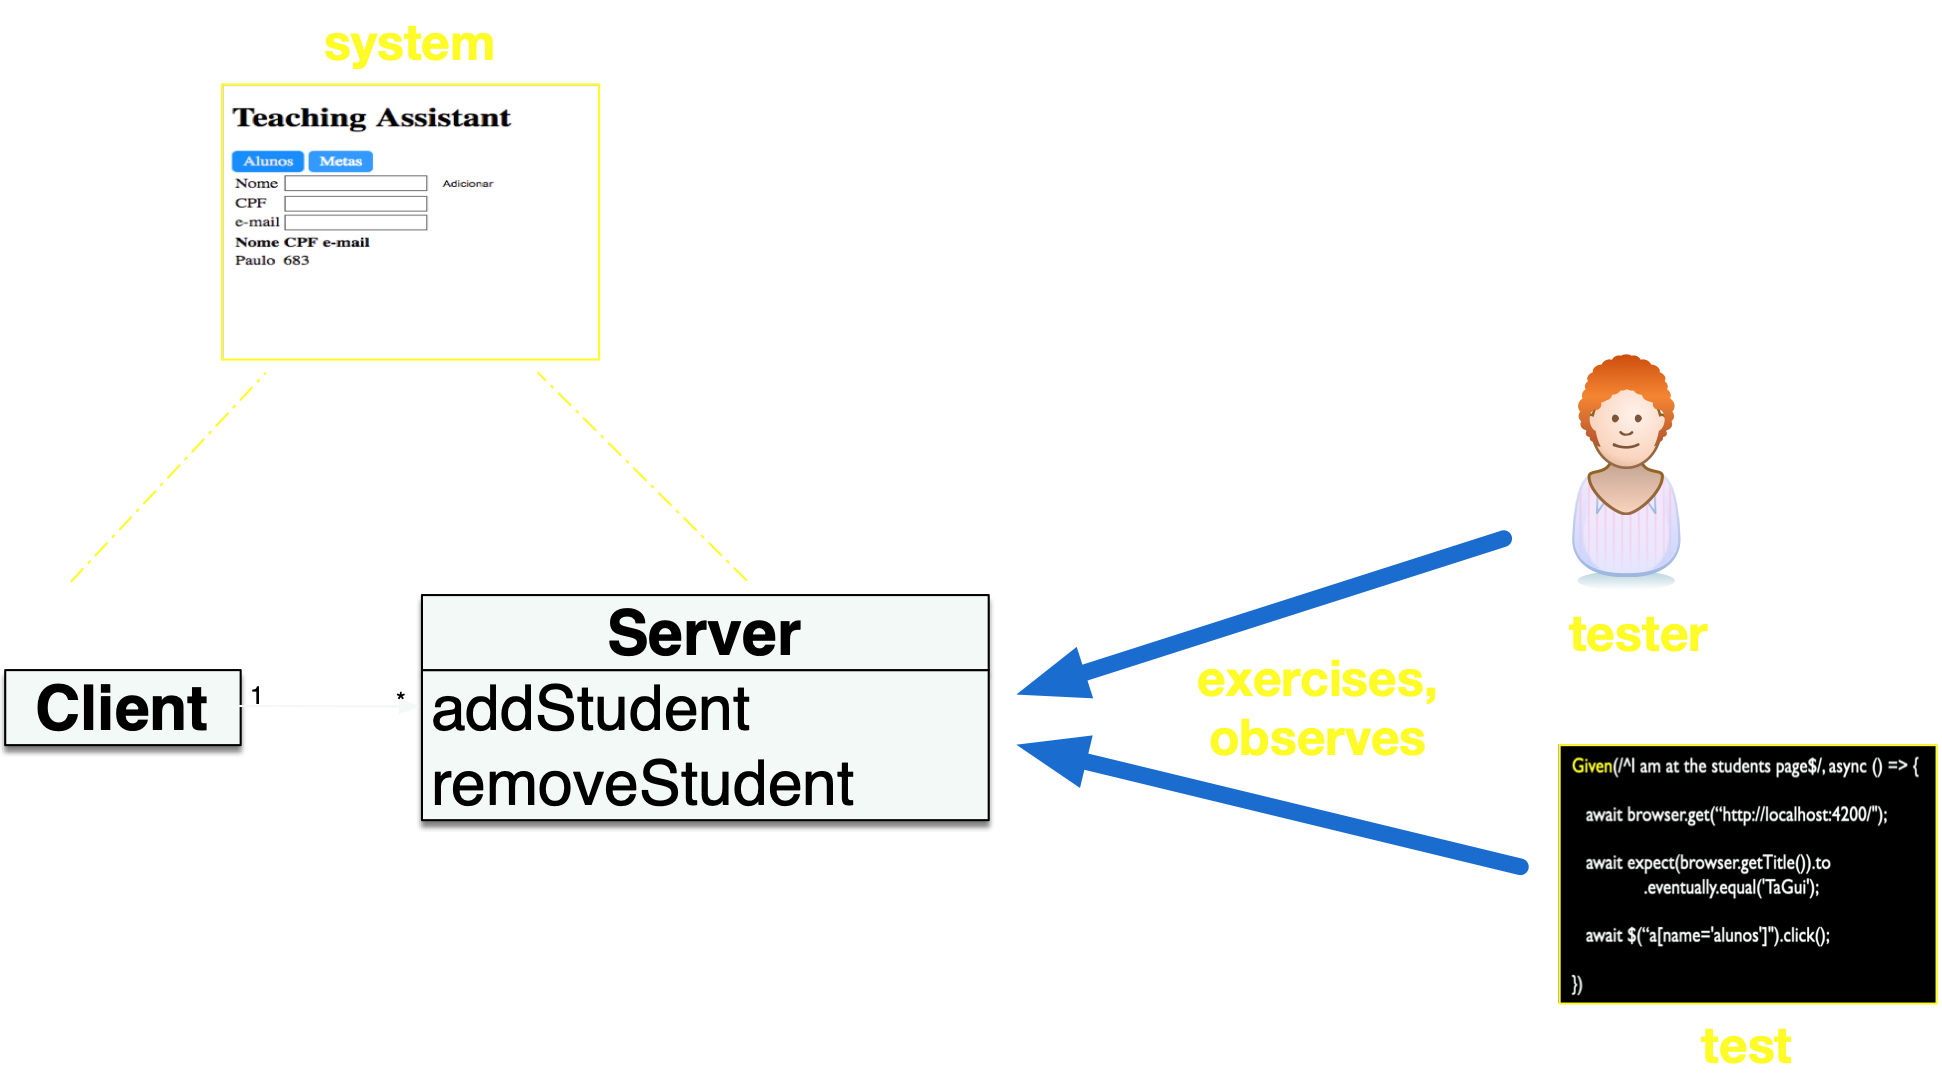 system
Teaching Assistant
Alunos Metas
Nome Adicionar
CPF
e-mail
Nome CPF e-mail
Paulo 683
Client
1 *
Server
addStudent
removeStudent
exercises,
observes
tester
Given(/^I am at the students page$/, async () => {
await browser.get(“http://localhost:4200/");
await expect(browser.getTitle()).to
.eventually.equal('TaGui');
await $(“a[name='alunos']").click();
})
test